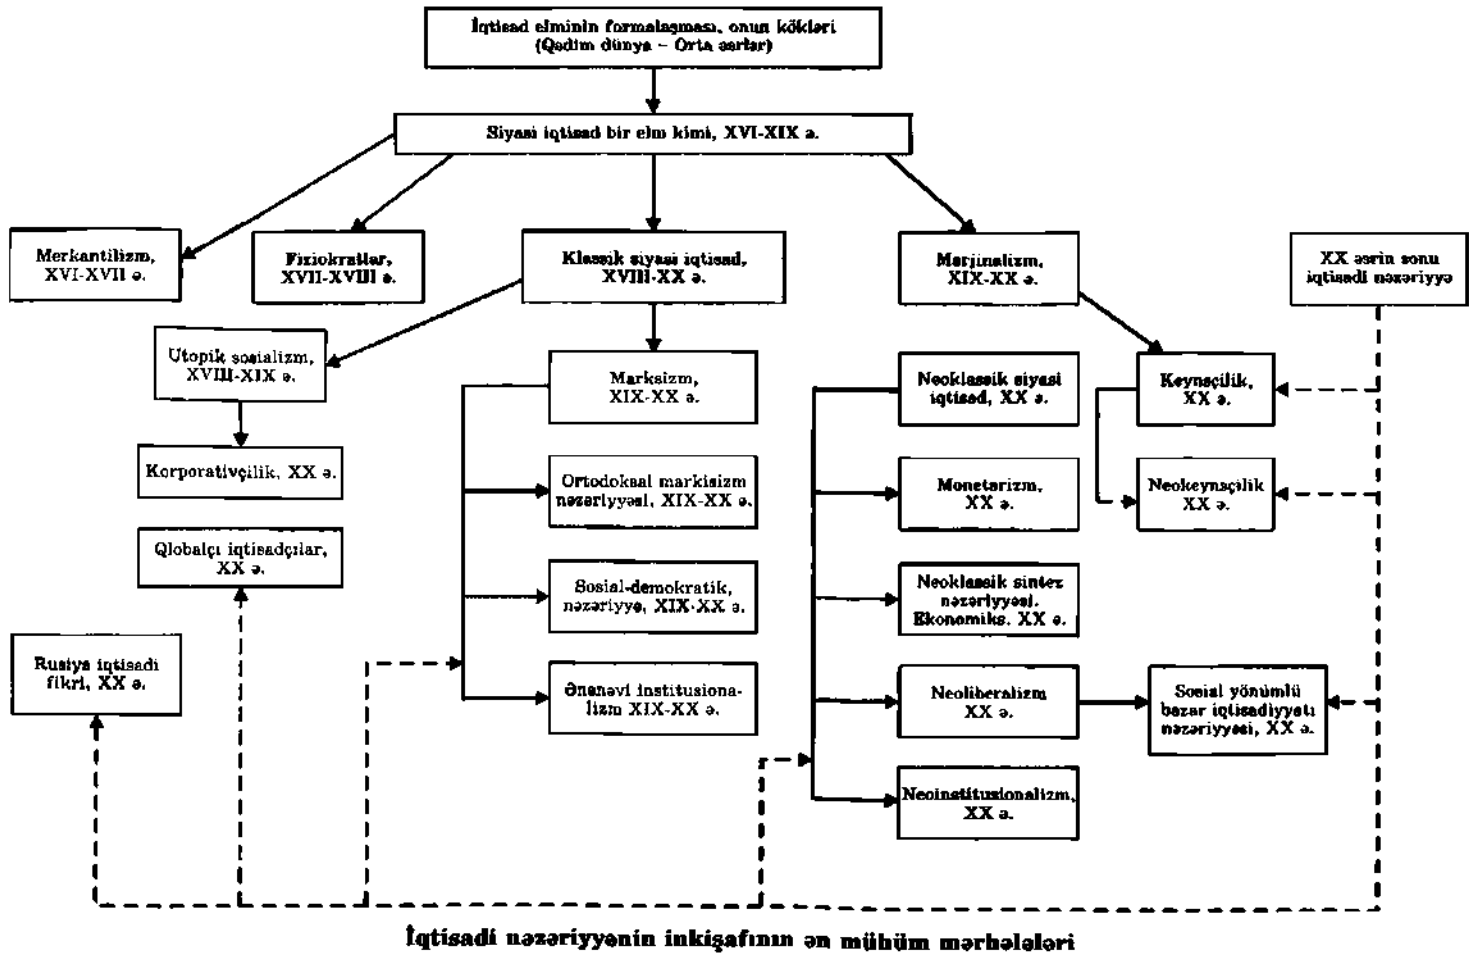 İqtisad elminin formalaşması, onun kökləri
(Qədim dünya – Orta əsrlər)
Siyasi iqtisad bir elm kimi, XVI-XIX ə.
Merkantilizm,
XVI-XVII ə.
Fiziokratlar,
XVII-XVIII ə.
Klassik siyasi iqtisad,
XVIII-XX ə.
Marjinalizm,
XIX-XX ə.
XX əsrin sonu
iqtisadi nəzəriyyə
Utopik sosializm,
XVIII-XIX ə.
Marksizm,
XIX-XX ə.
Neoklassik siyasi
iqtisad, XX ə.
Keynsçilik,
XX ə.
Korporativçilik, XX ə.
Ortodoksal markisizm
nəzəriyyəsi, XIX-XX ə.
Monetarizm,
XX ə.
Neokeynsçilik
XX ə.
Qlobalçı iqtisadçılar,
XX ə.
Sosial-demokratik,
nəzəriyyə, XIX-XX ə.
Neoklassik sintez
nəzəriyyəsi.
Ekonomiks. XX ə.
Rusiya iqtisadi
fikri, XX ə.
Ənənəvi institusiona-
lizm XIX-XX ə.
Neoliberalizm
XX ə.
Sosial yönümlü
bazar iqtisadiyyatı
nəzəriyyəsi, XX ə.
Neoinstitusionalizm,
XX ə.
İqtisadi nəzəriyyənin inkişafının ən mühüm mərhələləri